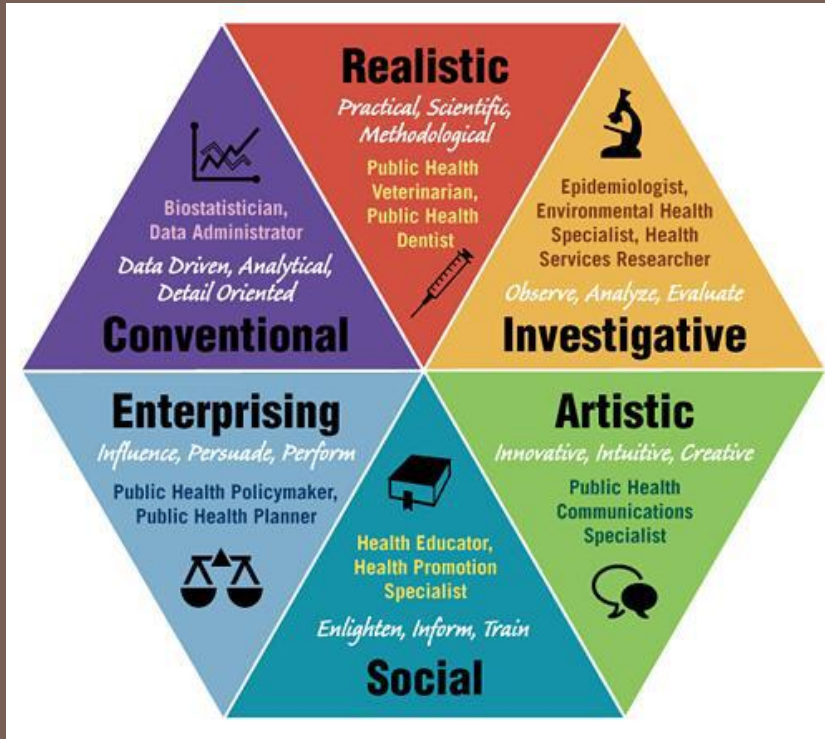 Realistic
Practical, Scientific,
Methodological
Public Health
Veterinarian,
Public Health
Dentist
Epidemiologist,
Environmental Health
Specialist, Health
Services Researcher
Observe, Analyze, Evaluate
Investigative
Artistic
Innovative, Intuitive, Creative
Public Health
Communications
Specialist
Health Educator,
Health Promotion
Specialist
Enlighten, Inform, Train
Social
Enterprising
Influence, Persuade, Perform
Public Health Policymaker,
Public Health Planner
Biostatistician,
Data Administrator
Data Driven, Analytical,
Detail Oriented
Conventional